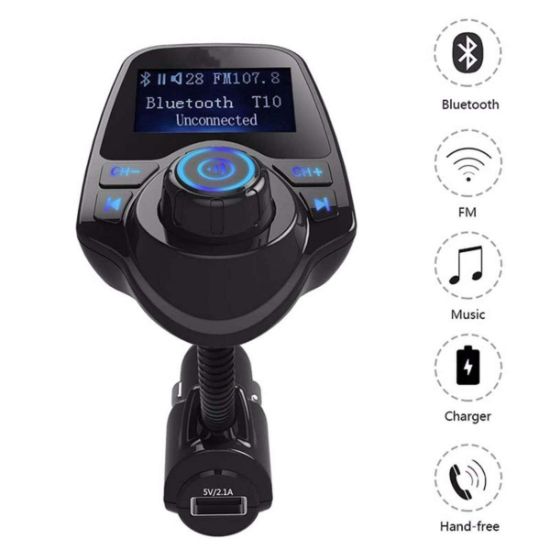 28 FM107.8
Bluetooth T10
Unconnected
CH-
CH+
5V/2.1A
Bluetooth
FM
Music
Charger
Hand-free